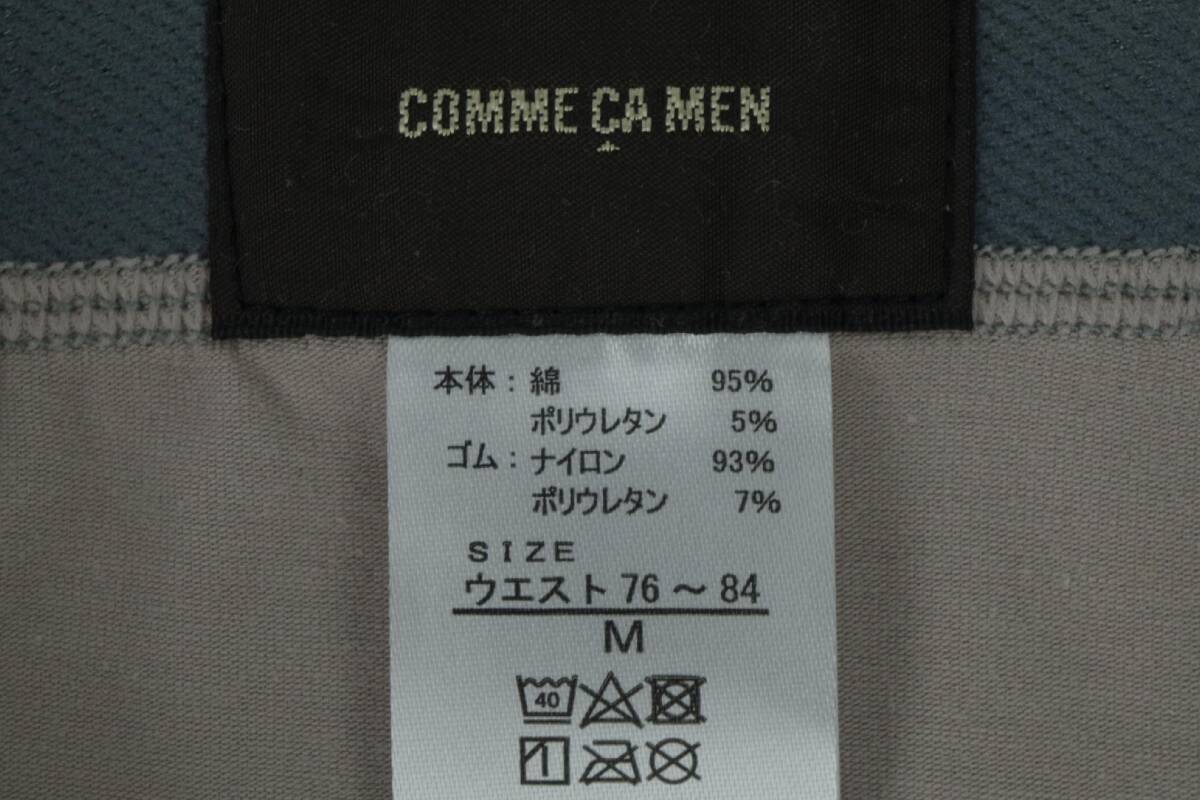 COMME ÇA MEN
本体：綿 95%
ポリウレタン 5%
ゴム：ナイロン 93%
ポリウレタン 7%
SIZE
ウエスト 76～84
M
40